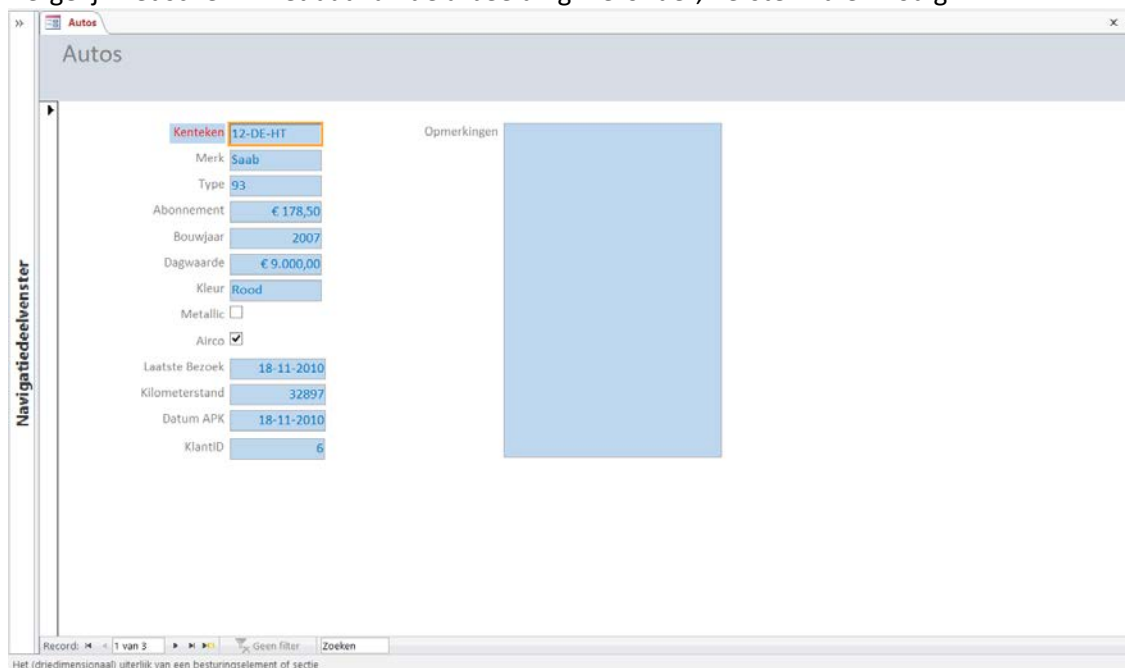 Autos
Autos
Kenteken 12-DE-HT
Merk Saab
Type 93
Abonnement € 178,50
Bouwjaar 2007
Dagwaarde € 9.000,00
Kleur Rood
Metallic
Airco
Laatste Bezoek 18-11-2010
Kilometerstand 32897
Datum APK 18-11-2010
KlantID 6
Opmerkingen
Navigatiedeelvenster
Record: 1 van 3 Geen filter Zoeken
Het (driedimensionaal) uiterlijk van een besturingselement of sectie